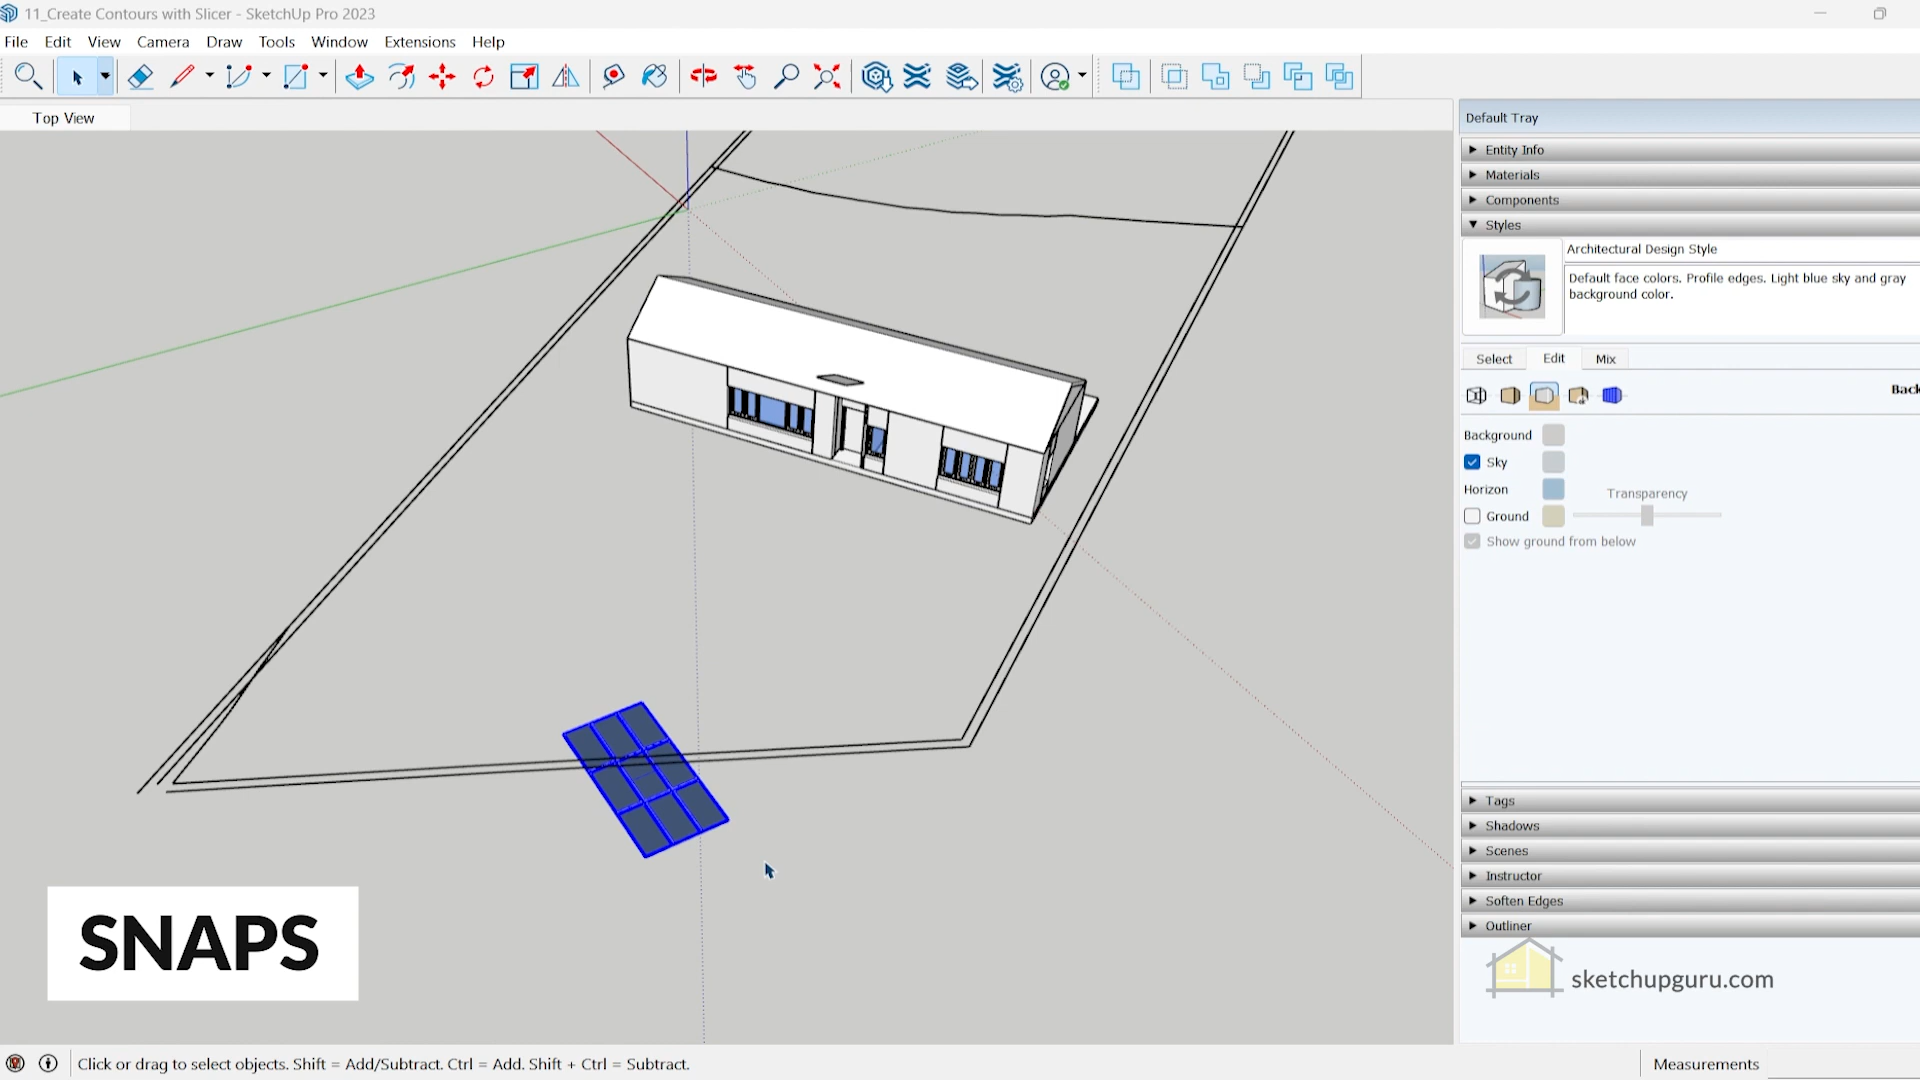 11_Create Contours with Slicer - SketchUp Pro 2023
File Edit View Camera Draw Tools Window Extensions Help
Top View
Default Tray
Entity Info
Materials
Components
Styles
Architectural Design Style
Default face colors. Profile edges. Light blue sky and gray
background color.
Select Edit Mix
Back
Background
Sky
Horizon
Transparency
Ground
Show ground from below
Tags
Shadows
Scenes
Instructor
Soften Edges
Outliner
SNAPS
sketchupguru.com
Click or drag to select objects. Shift = Add/Subtract. Ctrl = Add. Shift + Ctrl = Subtract.
Measurements